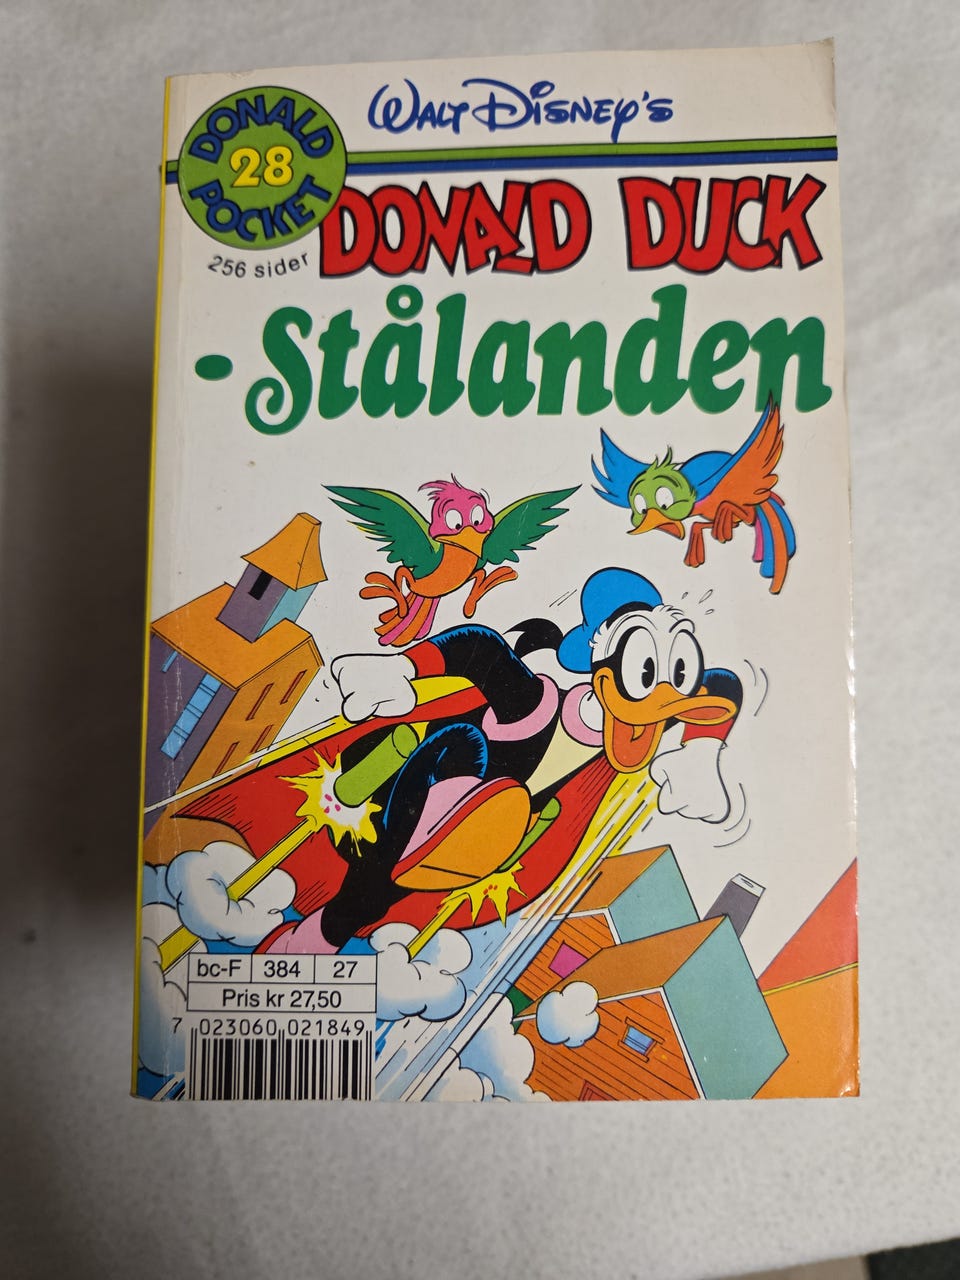 DONALD
28
POCKET
WALT DISNEY'S
256 sider
DONALD DUCK
-Stålanden
bc-F 384 27
Pris kr 27,50
7 023060 021849